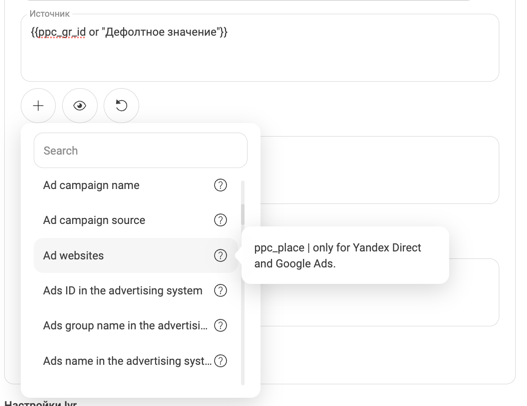 Источник
{{ppc_gr_id or "Дефолтное значение"}}
Search
Ad campaign name
Ad campaign source
Ad websites
ppc_place | only for Yandex Direct
and Google Ads.
Ads ID in the advertising system
Ads group name in the advertisi...
Ads name in the advertising syst...
Настройки